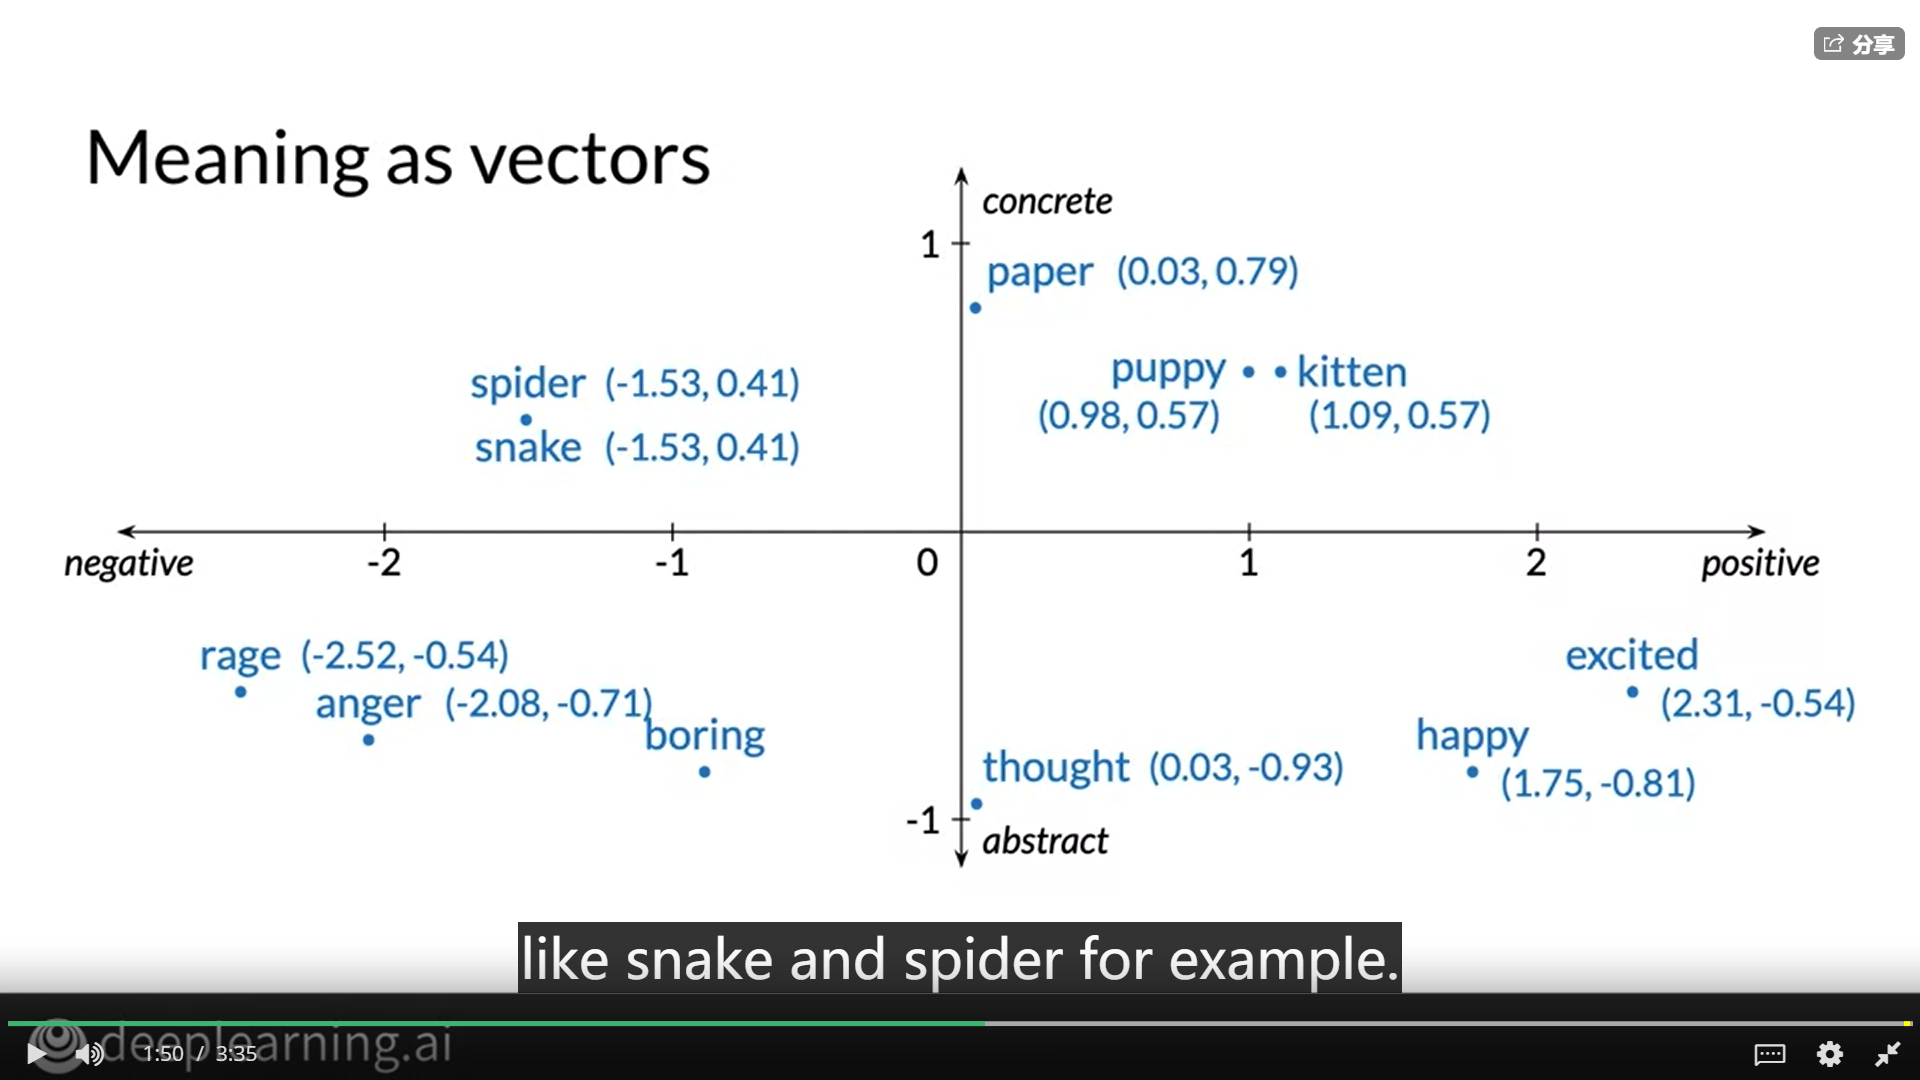 分享
Meaning as vectors
concrete
1
paper (0.03, 0.79)
spider (-1.53, 0.41)
puppy
kitten
(0.98, 0.57)
(1.09, 0.57)
snake (-1.53, 0.41)
negative
-2
-1
0
1
2
positive
rage (-2.52, -0.54)
excited
anger (-2.08, -0.71)
(2.31, -0.54)
boring
happy
thought (0.03, -0.93)
(1.75, -0.81)
-1
abstract
like snake and spider for example.
deeplearning.ai
1:50 / 3:35